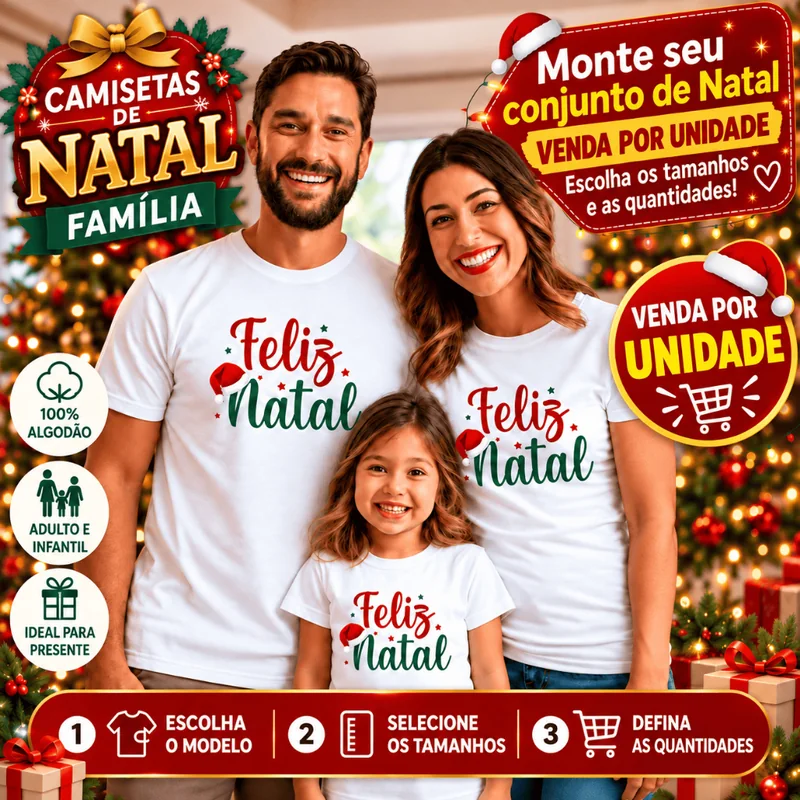 CAMISETAS
DE
NATAL
FAMÍLIA
Monte seu
conjunto de Natal
VENDA POR UNIDADE
Escolha os tamanhos
e as quantidades!
VENDA POR
UNIDADE
100%
ALGODÃO
ADULTO E
INFANTIL
IDEAL PARA
PRESENTE
Feliz
Natal
Feliz
Natal
Feliz
Natal
1 ESCOLHA
O MODELO
2 SELECIONE
OS TAMANHOS
3 DEFINA
AS QUANTIDADES